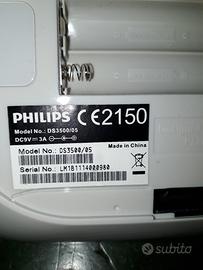 PHILIPS CE2150
Model No.: DS3500/05
DC9V 3A
Made in China
Model No.: DS3500/05
Serial No.: LM1B1114000980
subito